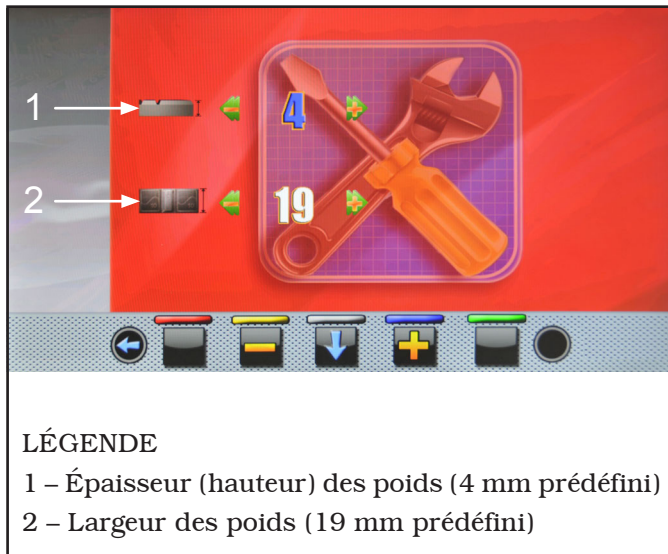 1
4
2
19
LÉGENDE
1 – Épaisseur (hauteur) des poids (4 mm prédéfini)
2 – Largeur des poids (19 mm prédéfini)